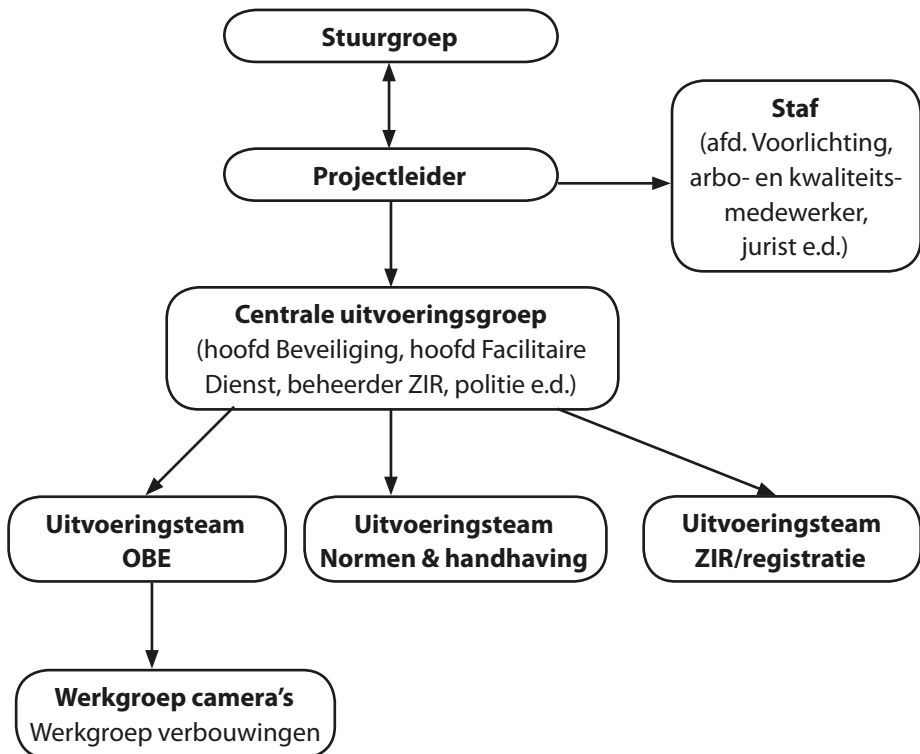 Stuurgroep
Projectleider
Staf
(afd. Voorlichting,
arbo- en kwaliteits-
medewerker,
jurist e.d.)
Centrale uitvoeringsgroep
(hoofd Beveiliging, hoofd Facilitaire
Dienst, beheerder ZIR, politie e.d.)
Uitvoeringsteam
OBE
Uitvoeringsteam
Normen & handhaving
Uitvoeringsteam
ZIR/registratie
Werkgroep camera’s
Werkgroep verbouwingen